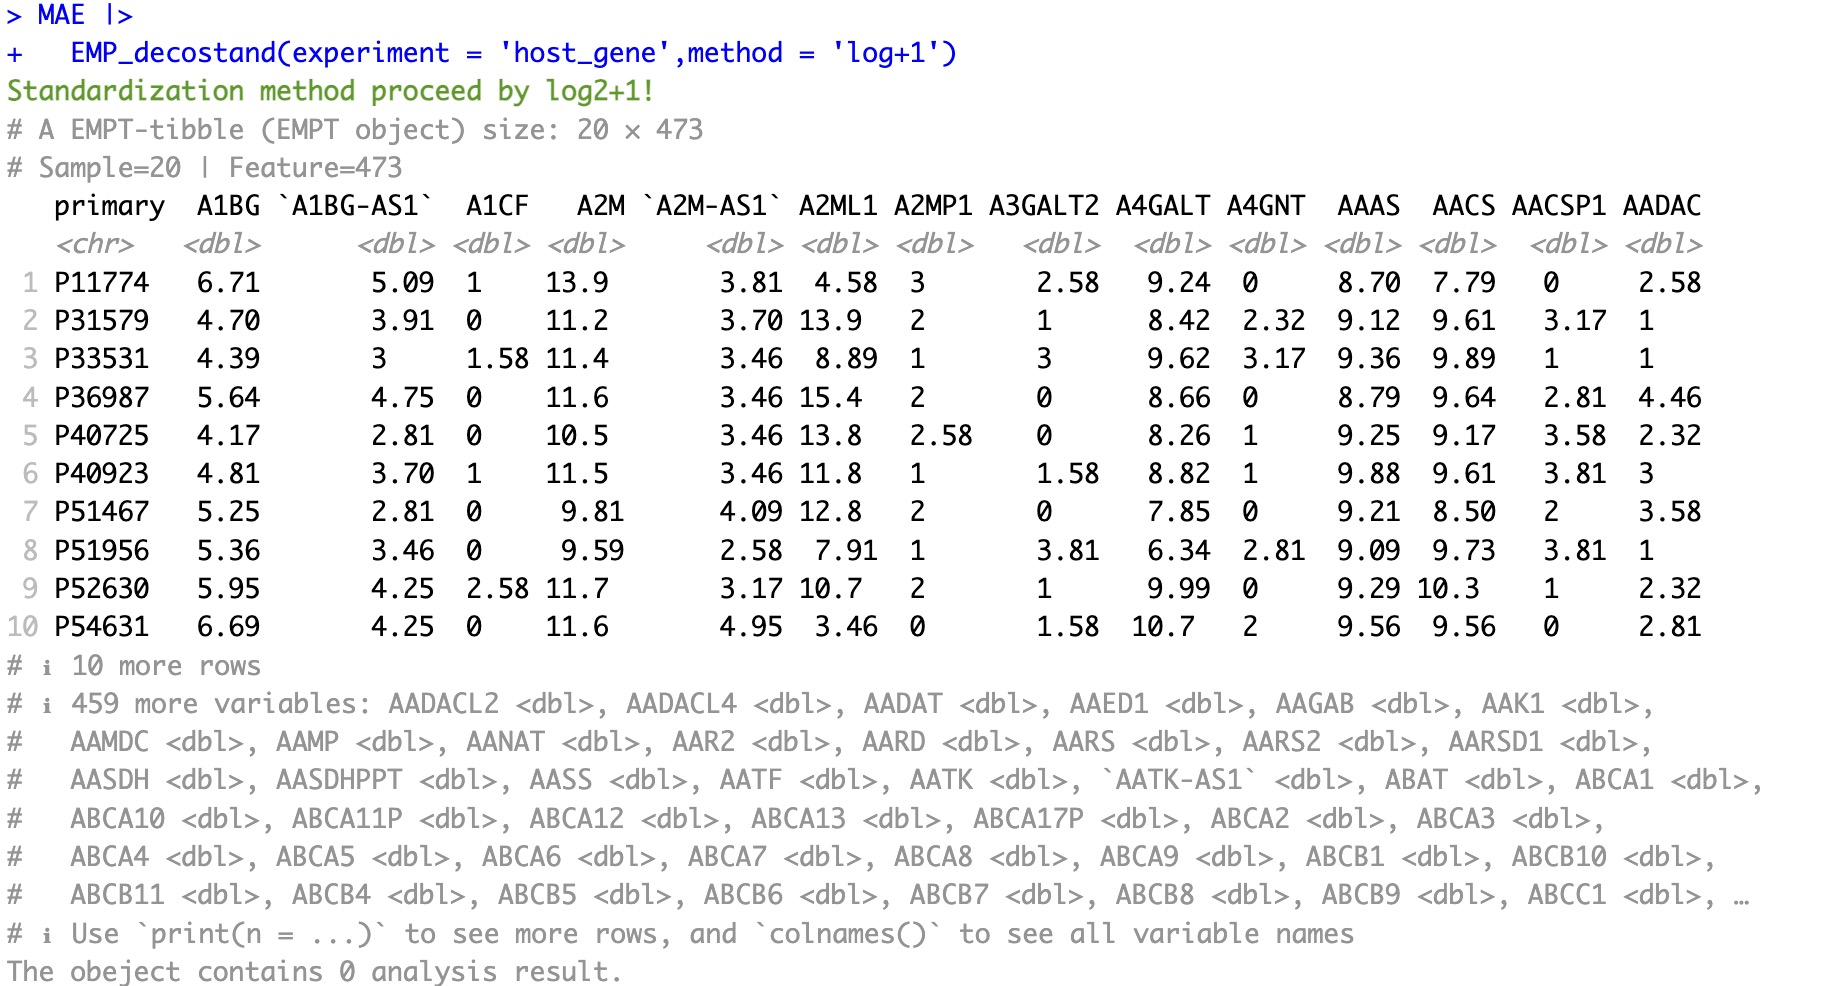 > MAE |>
+   EMP_decostand(experiment = 'host_gene',method = 'log+1')
Standardization method proceed by log2+1!
# A EMPT-tibble (EMPT object) size: 20 × 473
# Sample=20 | Feature=473
   primary  A1BG `A1BG-AS1`  A1CF   A2M `A2M-AS1` A2ML1 A2MP1 A3GALT2 A4GALT A4GNT  AAAS  AACS AACSP1 AADAC
   <chr>   <dbl>      <dbl> <dbl> <dbl>     <dbl> <dbl> <dbl>   <dbl>  <dbl> <dbl> <dbl> <dbl>  <dbl> <dbl>
 1 P11774   6.71       5.09  1    13.9       3.81  4.58  3       2.58   9.24  0     8.70  7.79   0     2.58
 2 P31579   4.70       3.91  0    11.2       3.70 13.9   2       1      8.42  2.32  9.12  9.61   3.17  1
 3 P33531   4.39       3     1.58 11.4       3.46  8.89  1       3      9.62  3.17  9.36  9.89   1     1
 4 P36987   5.64       4.75  0    11.6       3.46 15.4   2       0      8.66  0     8.79  9.64   2.81  4.46
 5 P40725   4.17       2.81  0    10.5       3.46 13.8   2.58    0      8.26  1     9.25  9.17   3.58  2.32
 6 P40923   4.81       3.70  1    11.5       3.46 11.8   1       1.58   8.82  1     9.88  9.61   3.81  3
 7 P51467   5.25       2.81  0     9.81      4.09 12.8   2       0      7.85  0     9.21  8.50   2     3.58
 8 P51956   5.36       3.46  0     9.59      2.58  7.91  1       3.81   6.34  2.81  9.09  9.73   3.81  1
 9 P52630   5.95       4.25  2.58 11.7       3.17 10.7   2       1      9.99  0     9.29 10.3    1     2.32
10 P54631   6.69       4.25  0    11.6       4.95  3.46  0       1.58  10.7   2     9.56  9.56   0     2.81
# ℹ 10 more rows
# ℹ 459 more variables: AADACL2 <dbl>, AADACL4 <dbl>, AADAT <dbl>, AAED1 <dbl>, AAGAB <dbl>, AAK1 <dbl>,
#   AAMDC <dbl>, AAMP <dbl>, AANAT <dbl>, AAR2 <dbl>, AARD <dbl>, AARS <dbl>, AARS2 <dbl>, AARSD1 <dbl>,
#   AASDH <dbl>, AASDHPPT <dbl>, AASS <dbl>, AATF <dbl>, AATK <dbl>, `AATK-AS1` <dbl>, ABAT <dbl>, ABCA1 <dbl>,
#   ABCA10 <dbl>, ABCA11P <dbl>, ABCA12 <dbl>, ABCA13 <dbl>, ABCA17P <dbl>, ABCA2 <dbl>, ABCA3 <dbl>,
#   ABCA4 <dbl>, ABCA5 <dbl>, ABCA6 <dbl>, ABCA7 <dbl>, ABCA8 <dbl>, ABCA9 <dbl>, ABCB1 <dbl>, ABCB10 <dbl>,
#   ABCB11 <dbl>, ABCB4 <dbl>, ABCB5 <dbl>, ABCB6 <dbl>, ABCB7 <dbl>, ABCB8 <dbl>, ABCB9 <dbl>, ABCC1 <dbl>, …
# ℹ Use `print(n = ...)` to see more rows, and `colnames()` to see all variable names
The obeject contains 0 analysis result.